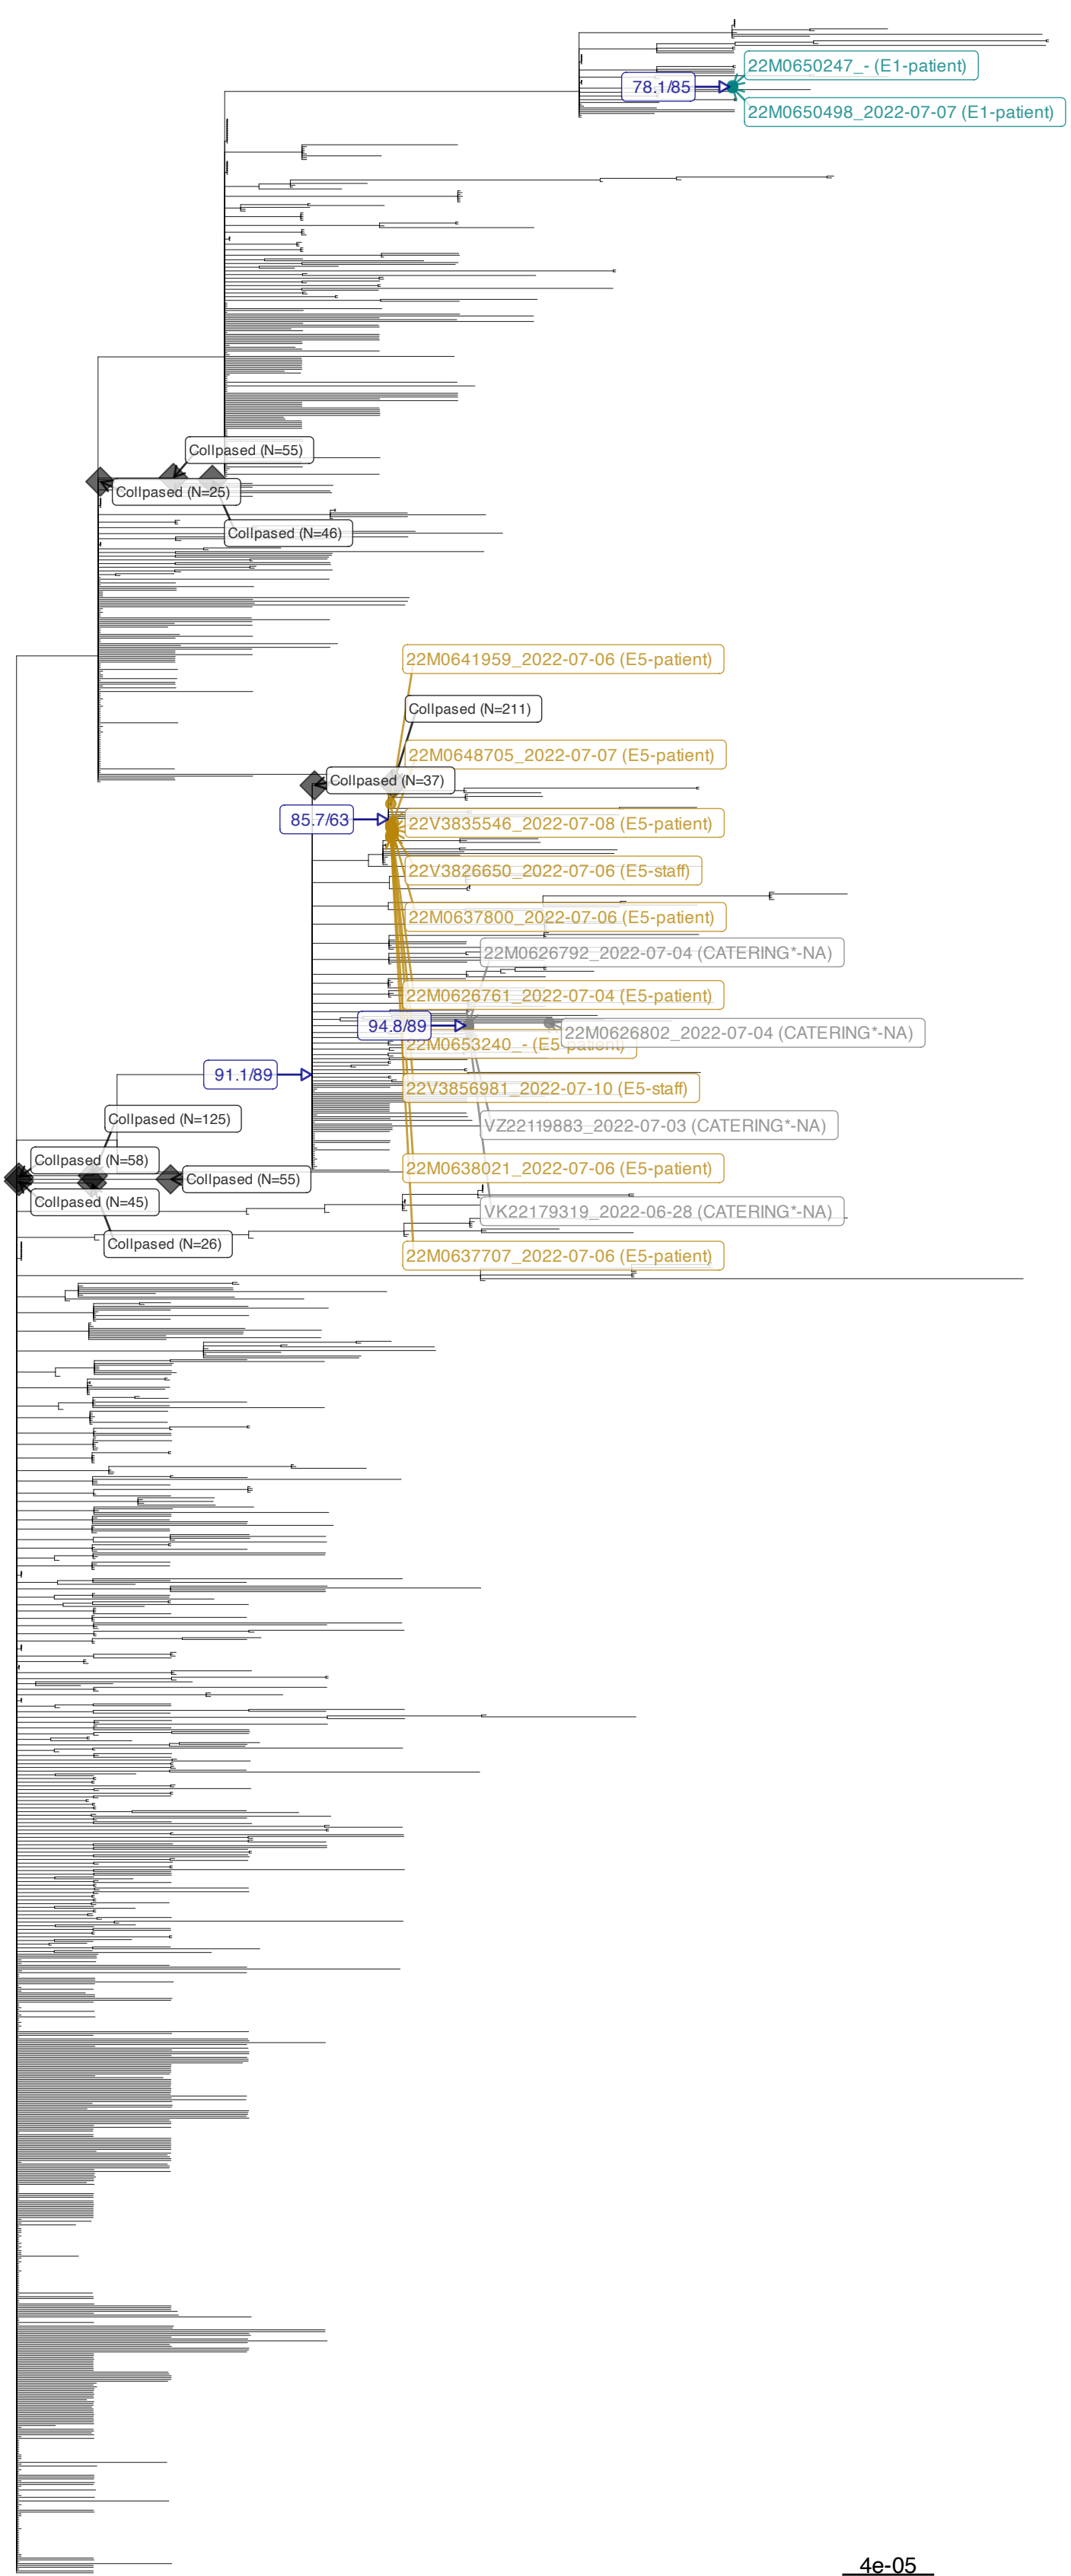 22M0650247_- (E1-patient)
78.1/85
22M0650498_2022-07-07 (E1-patient)
Collpased (N=55)
Collpased (N=25)
Collpased (N=46)
22M0641959_2022-07-06 (E5-patient)
Collpased (N=211)
22M0648705_2022-07-07 (E5-patient)
Collpased (N=37)
85.7/63
22V3835546_2022-07-08 (E5-patient)
22V3826650_2022-07-06 (E5-staff)
22M0637800_2022-07-06 (E5-patient)
22M0626792_2022-07-04 (CATERING*-NA)
22M0626761_2022-07-04 (E5-patient)
94.8/89
22M0626802_2022-07-04 (CATERING*-NA)
22M0653240_- (E5-patient)
91.1/89
22V3856981_2022-07-10 (E5-staff)
Collpased (N=125)
VZ22119883_2022-07-03 (CATERING*-NA)
Collpased (N=58)
22M0638021_2022-07-06 (E5-patient)
Collpased (N=55)
Collpased (N=45)
VK22179319_2022-06-28 (CATERING*-NA)
Collpased (N=26)
22M0637707_2022-07-06 (E5-patient)
4e-05